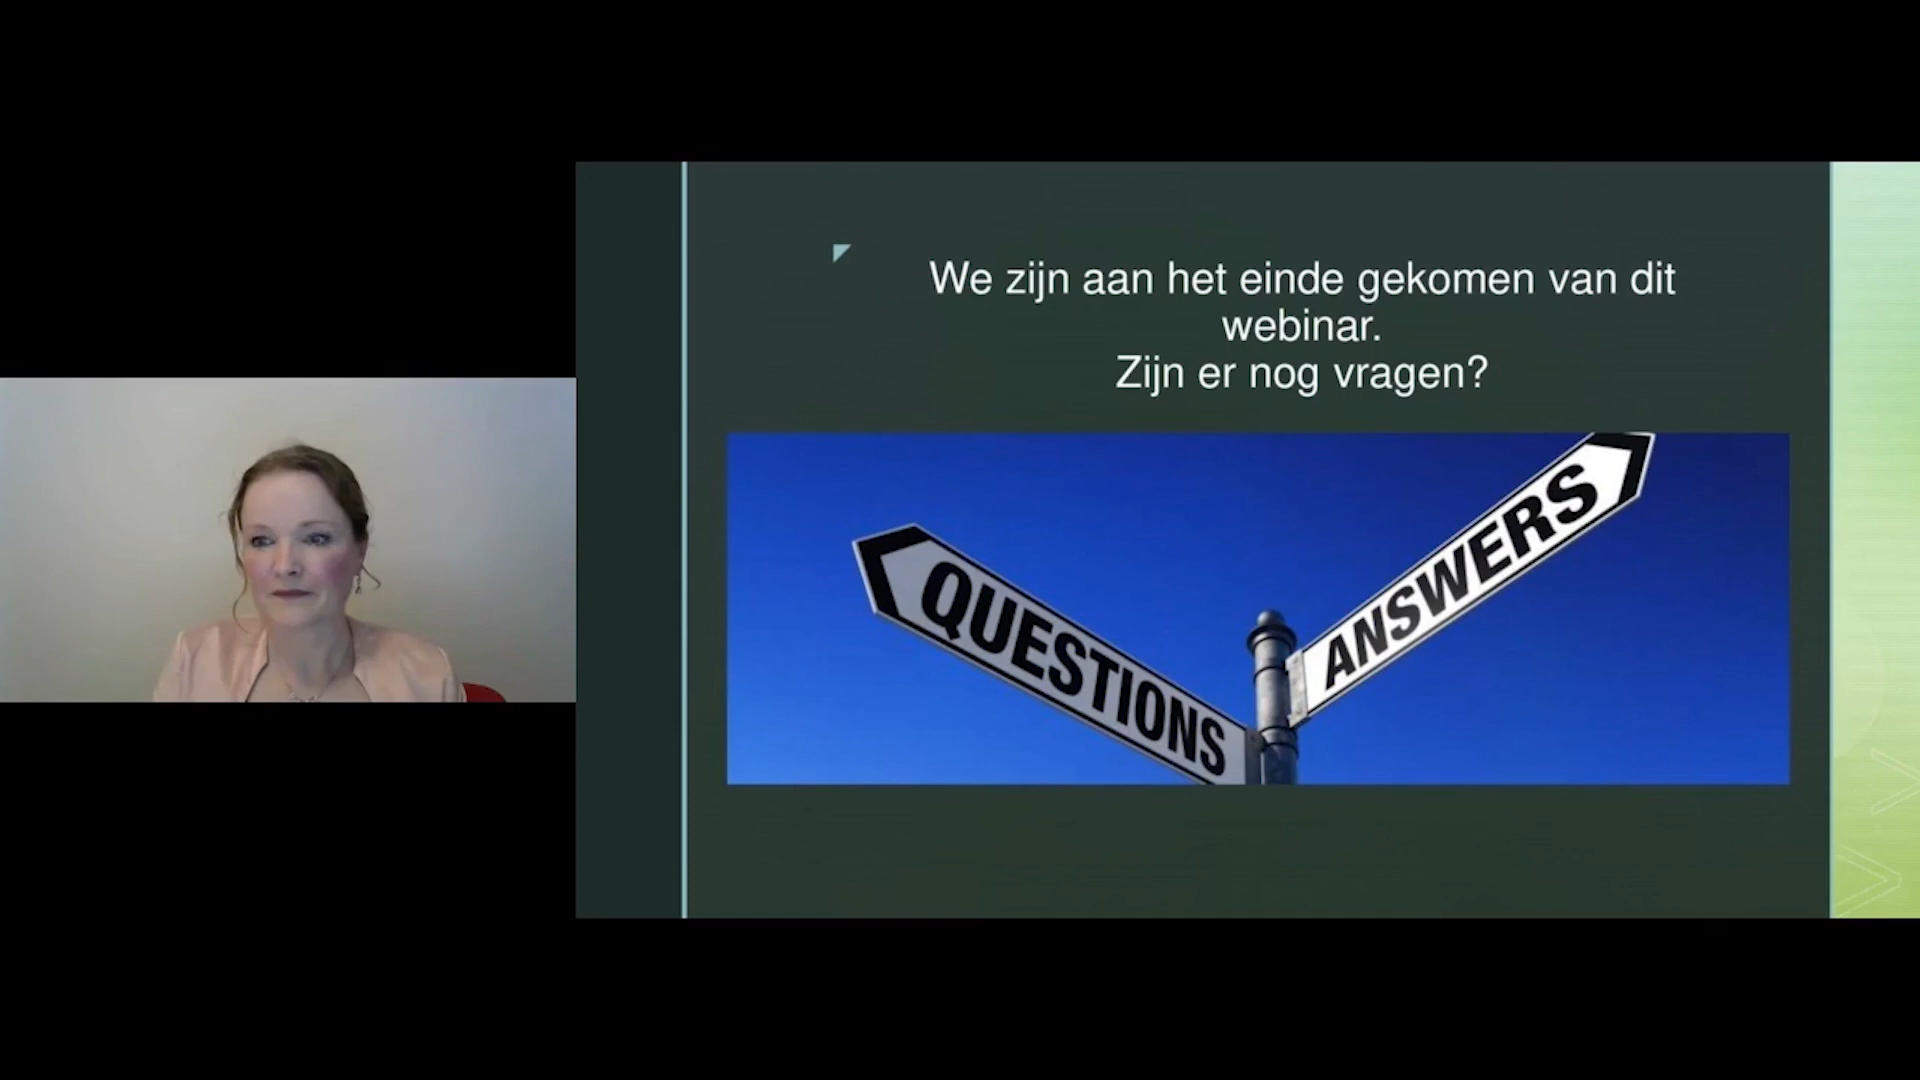 We zijn aan het einde gekomen van dit
webinar.
Zijn er nog vragen?
QUESTIONS
ANSWERS